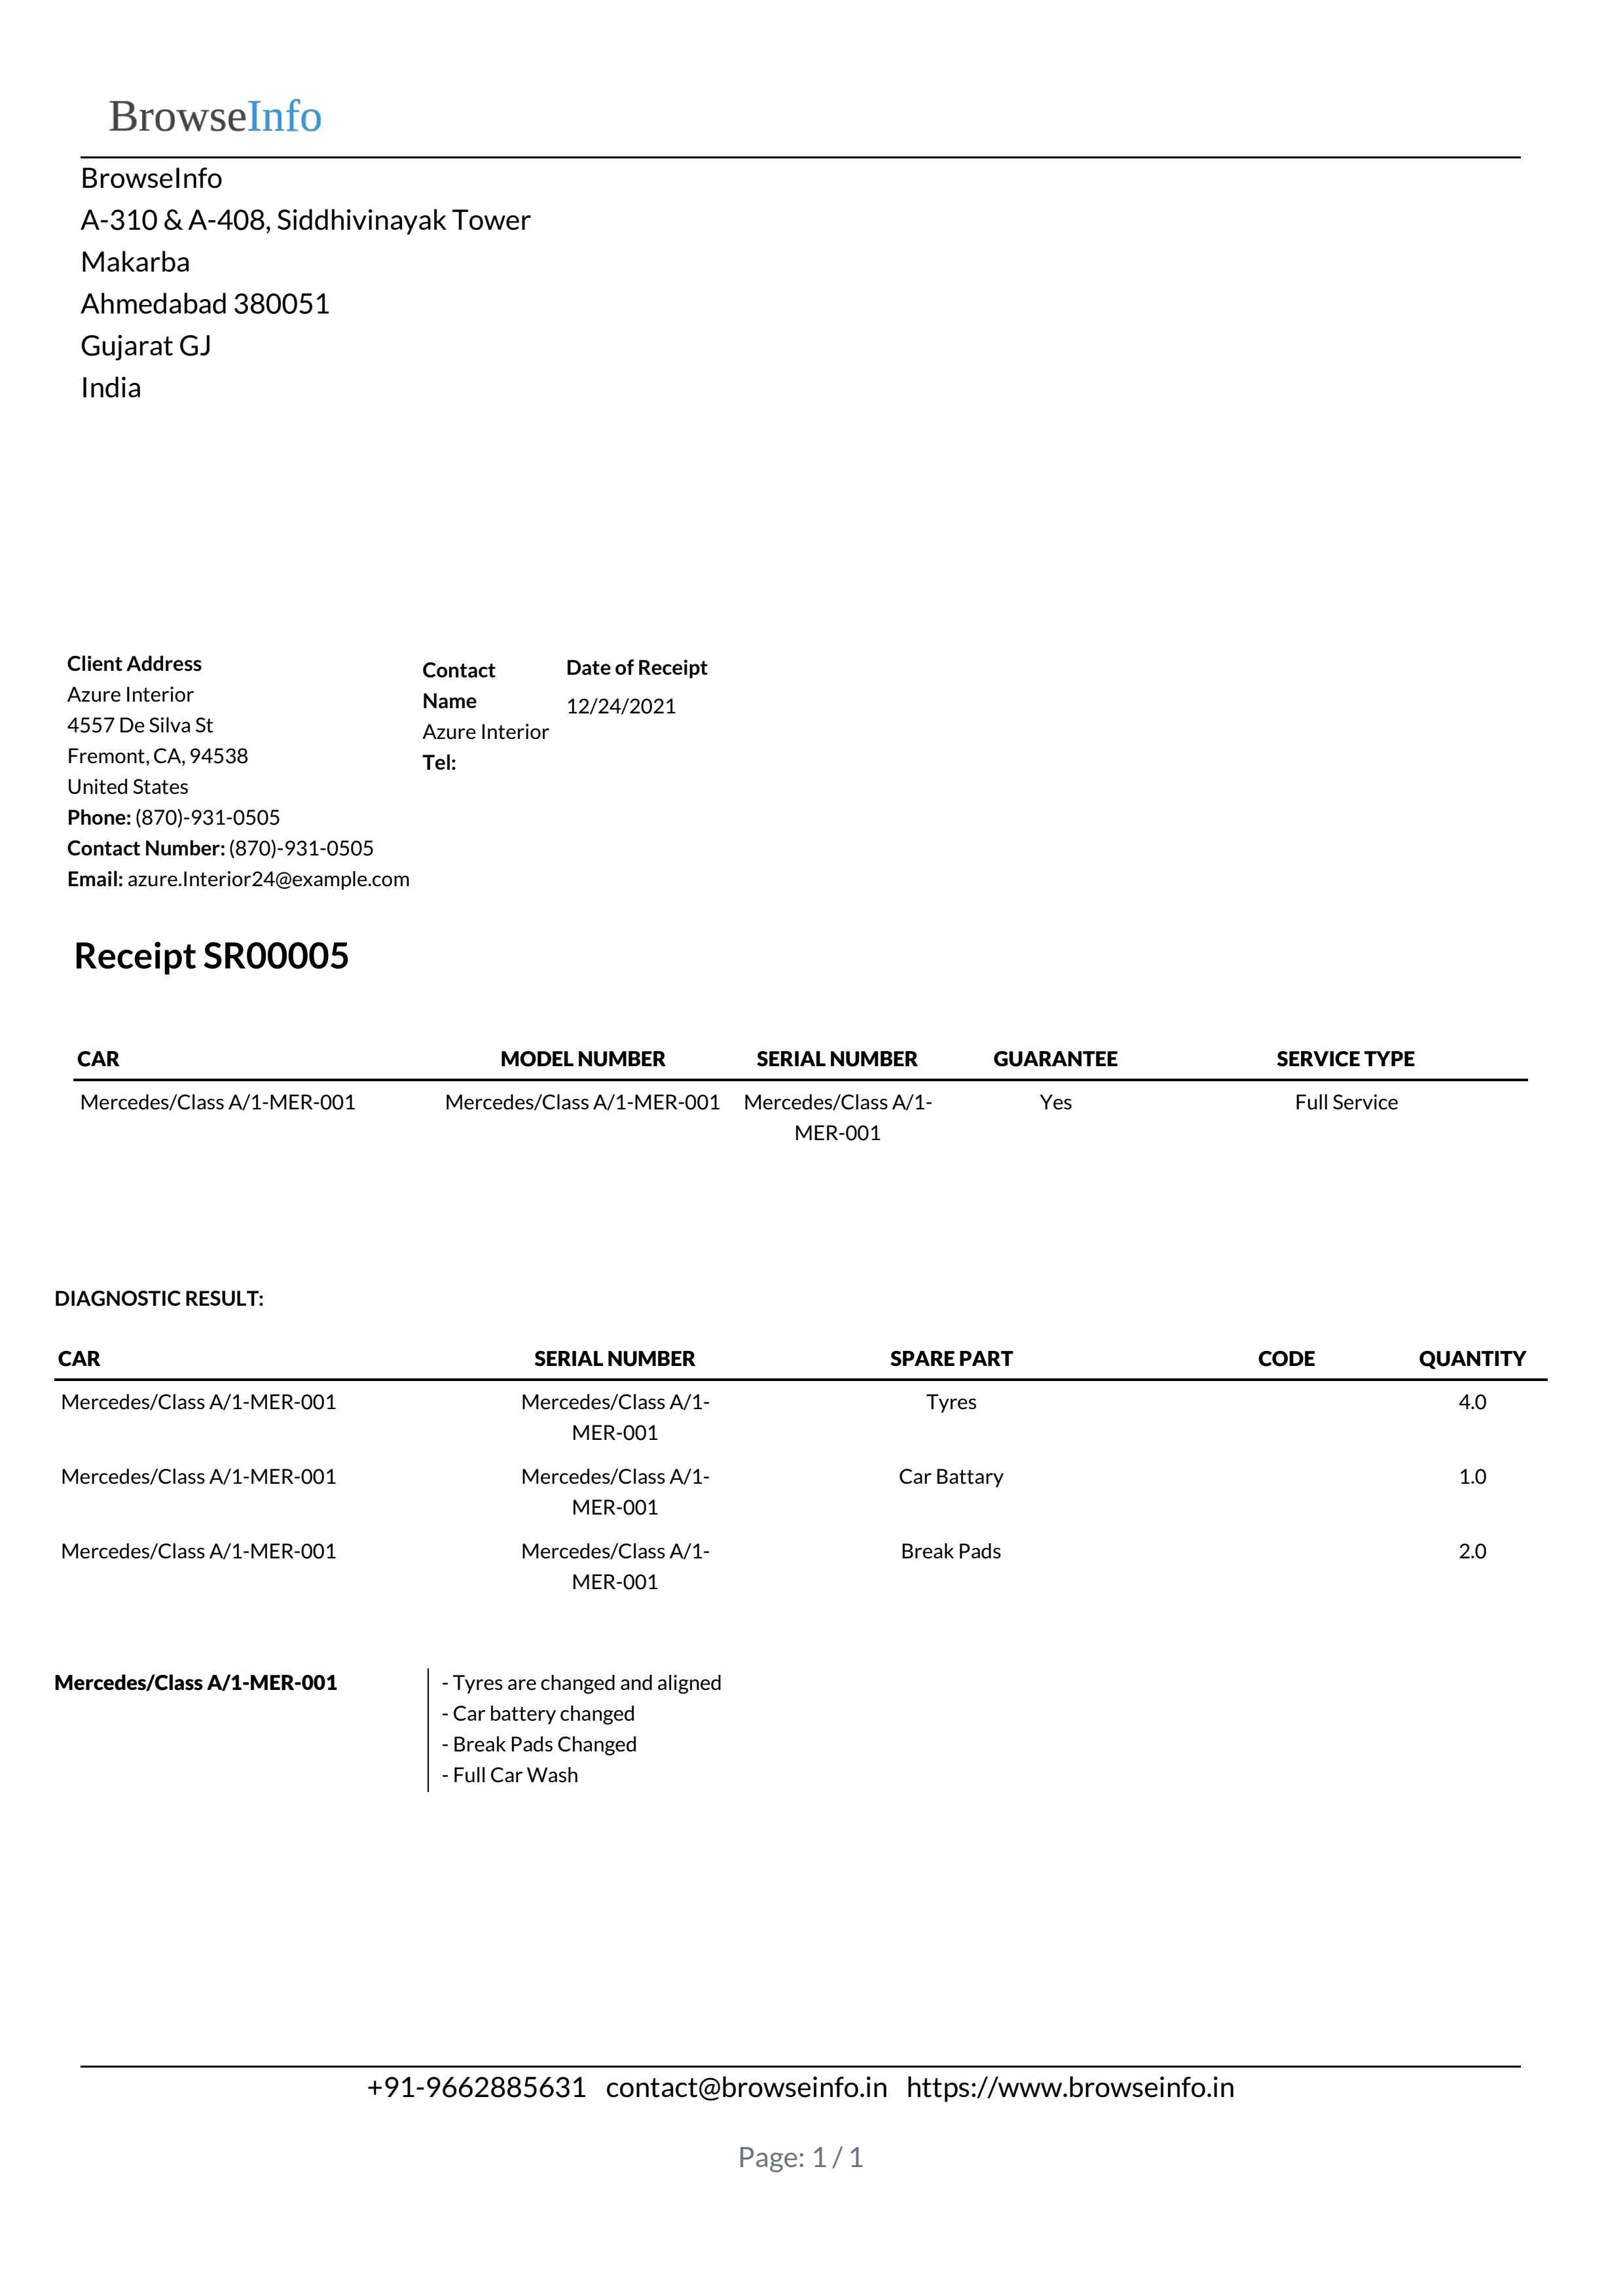 BrowseInfo
BrowseInfo
A-310 & A-408, Siddhivinayak Tower
Makarba
Ahmedabad 380051
Gujarat GJ
India
Client Address
Azure Interior
4557 De Silva St
Fremont, CA, 94538
United States
Phone: (870)-931-0505
Contact Number: (870)-931-0505
Email: azure.Interior24@example.com
Contact
Name
Azure Interior
Tel:
Date of Receipt
12/24/2021
Receipt SR00005
CAR MODEL NUMBER SERIAL NUMBER GUARANTEE SERVICE TYPE
Mercedes/Class A/1-MER-001 Mercedes/Class A/1-MER-001 Mercedes/Class A/1- Yes Full Service
MER-001
DIAGNOSTIC RESULT:
CAR SERIAL NUMBER SPARE PART CODE QUANTITY
Mercedes/Class A/1-MER-001 Mercedes/Class A/1- Tyres 4.0
MER-001
Mercedes/Class A/1-MER-001 Mercedes/Class A/1- Car Battary 1.0
MER-001
Mercedes/Class A/1-MER-001 Mercedes/Class A/1- Break Pads 2.0
MER-001
Mercedes/Class A/1-MER-001 - Tyres are changed and aligned
- Car battery changed
- Break Pads Changed
- Full Car Wash
+91-9662885631 contact@browseinfo.in https://www.browseinfo.in
Page: 1 / 1